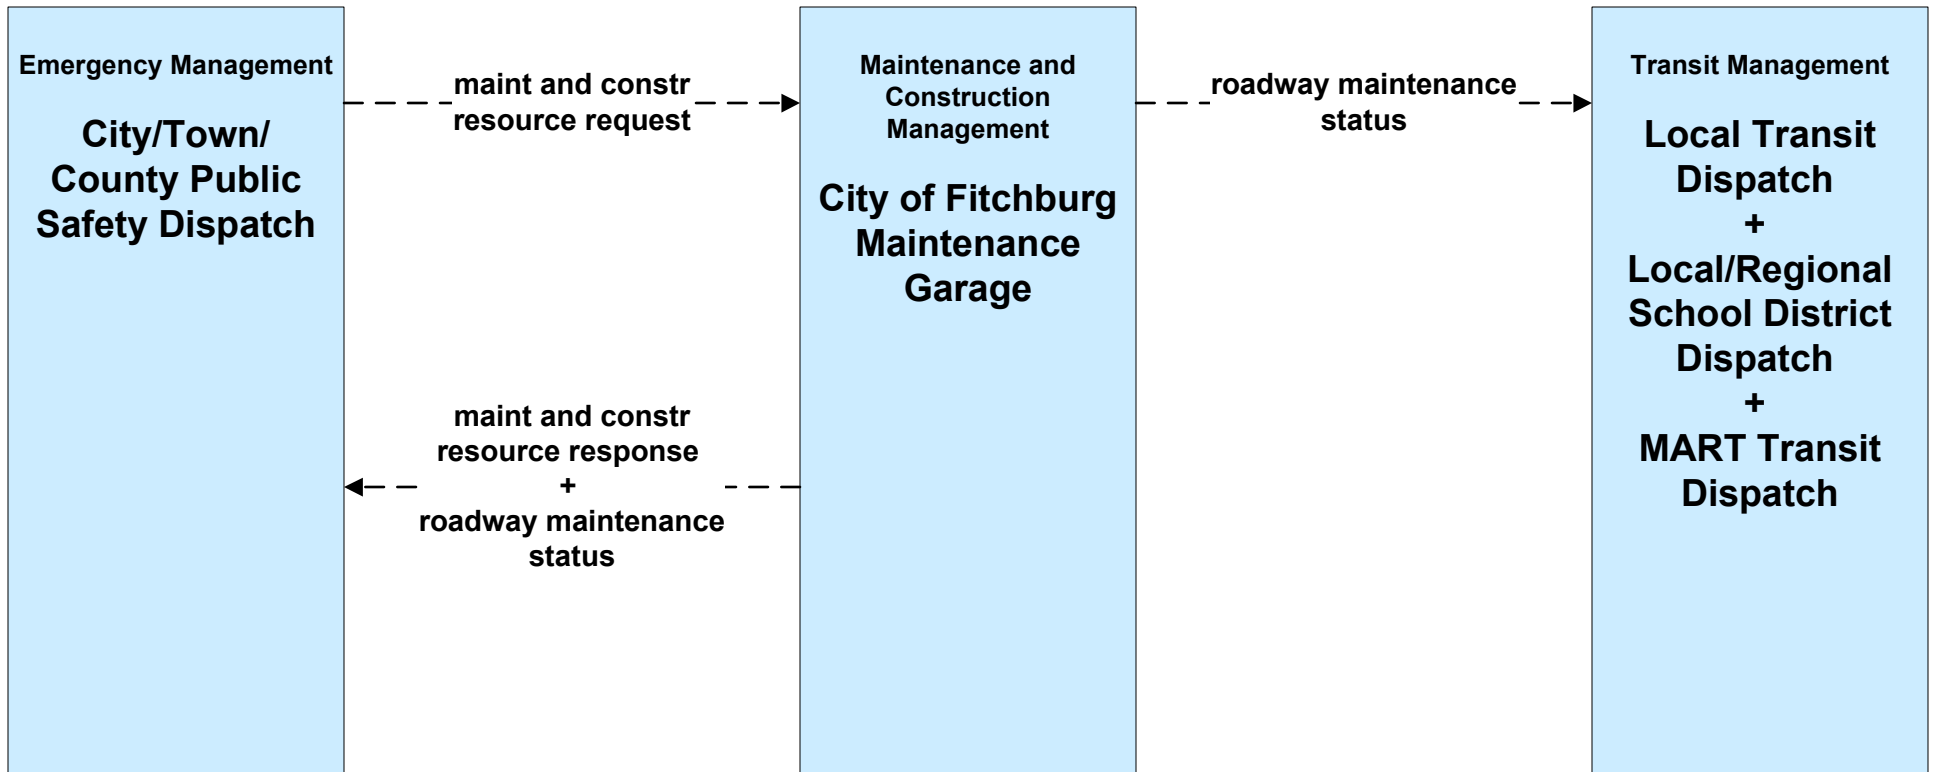 Emergency Management
City/Town/
County Public
Safety Dispatch
maint and constr
resource request
maint and constr
resource response
+
roadway maintenance
status
Maintenance and
Construction
Management
City of Fitchburg
Maintenance
Garage
roadway maintenance
status
Transit Management
Local Transit
Dispatch
+
Local/Regional
School District
Dispatch
+
MART Transit
Dispatch